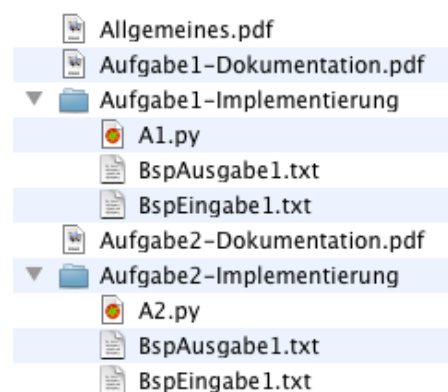 Allgemeines.pdf
Aufgabe1-Dokumentation.pdf
Aufgabe1-Implementierung
A1.py
BspAusgabe1.txt
BspEingabe1.txt
Aufgabe2-Dokumentation.pdf
Aufgabe2-Implementierung
A2.py
BspAusgabe1.txt
BspEingabe1.txt